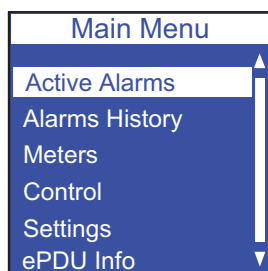 Main Menu
Active Alarms
Alarms History
Meters
Control
Settings
ePDU Info